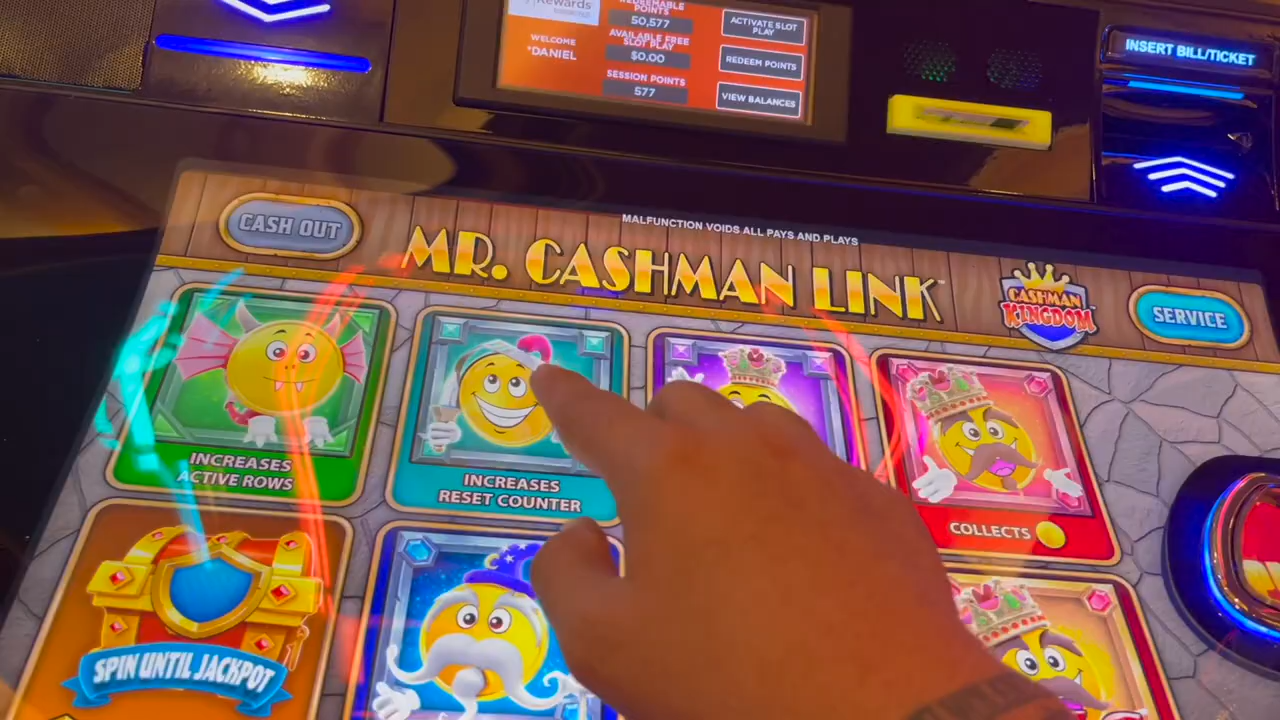 Rewards
REDEEMABLE
POINTS
50,577
ACTIVATE SLOT
PLAY
WELCOME
*DANIEL
AVAILABLE FREE
SLOT PLAY
$0.00
REDEEM POINTS
SESSION POINTS
577
VIEW BALANCES
INSERT BILL/TICKET
MALFUNCTION VOIDS ALL PAYS AND PLAYS
CASH OUT
MR. CASHMAN LINK™
CASHMAN
KINGDOM
SERVICE
INCREASES
ACTIVE ROWS
INCREASES
RESET COUNTER
COLLECTS
SPIN UNTIL JACKPOT